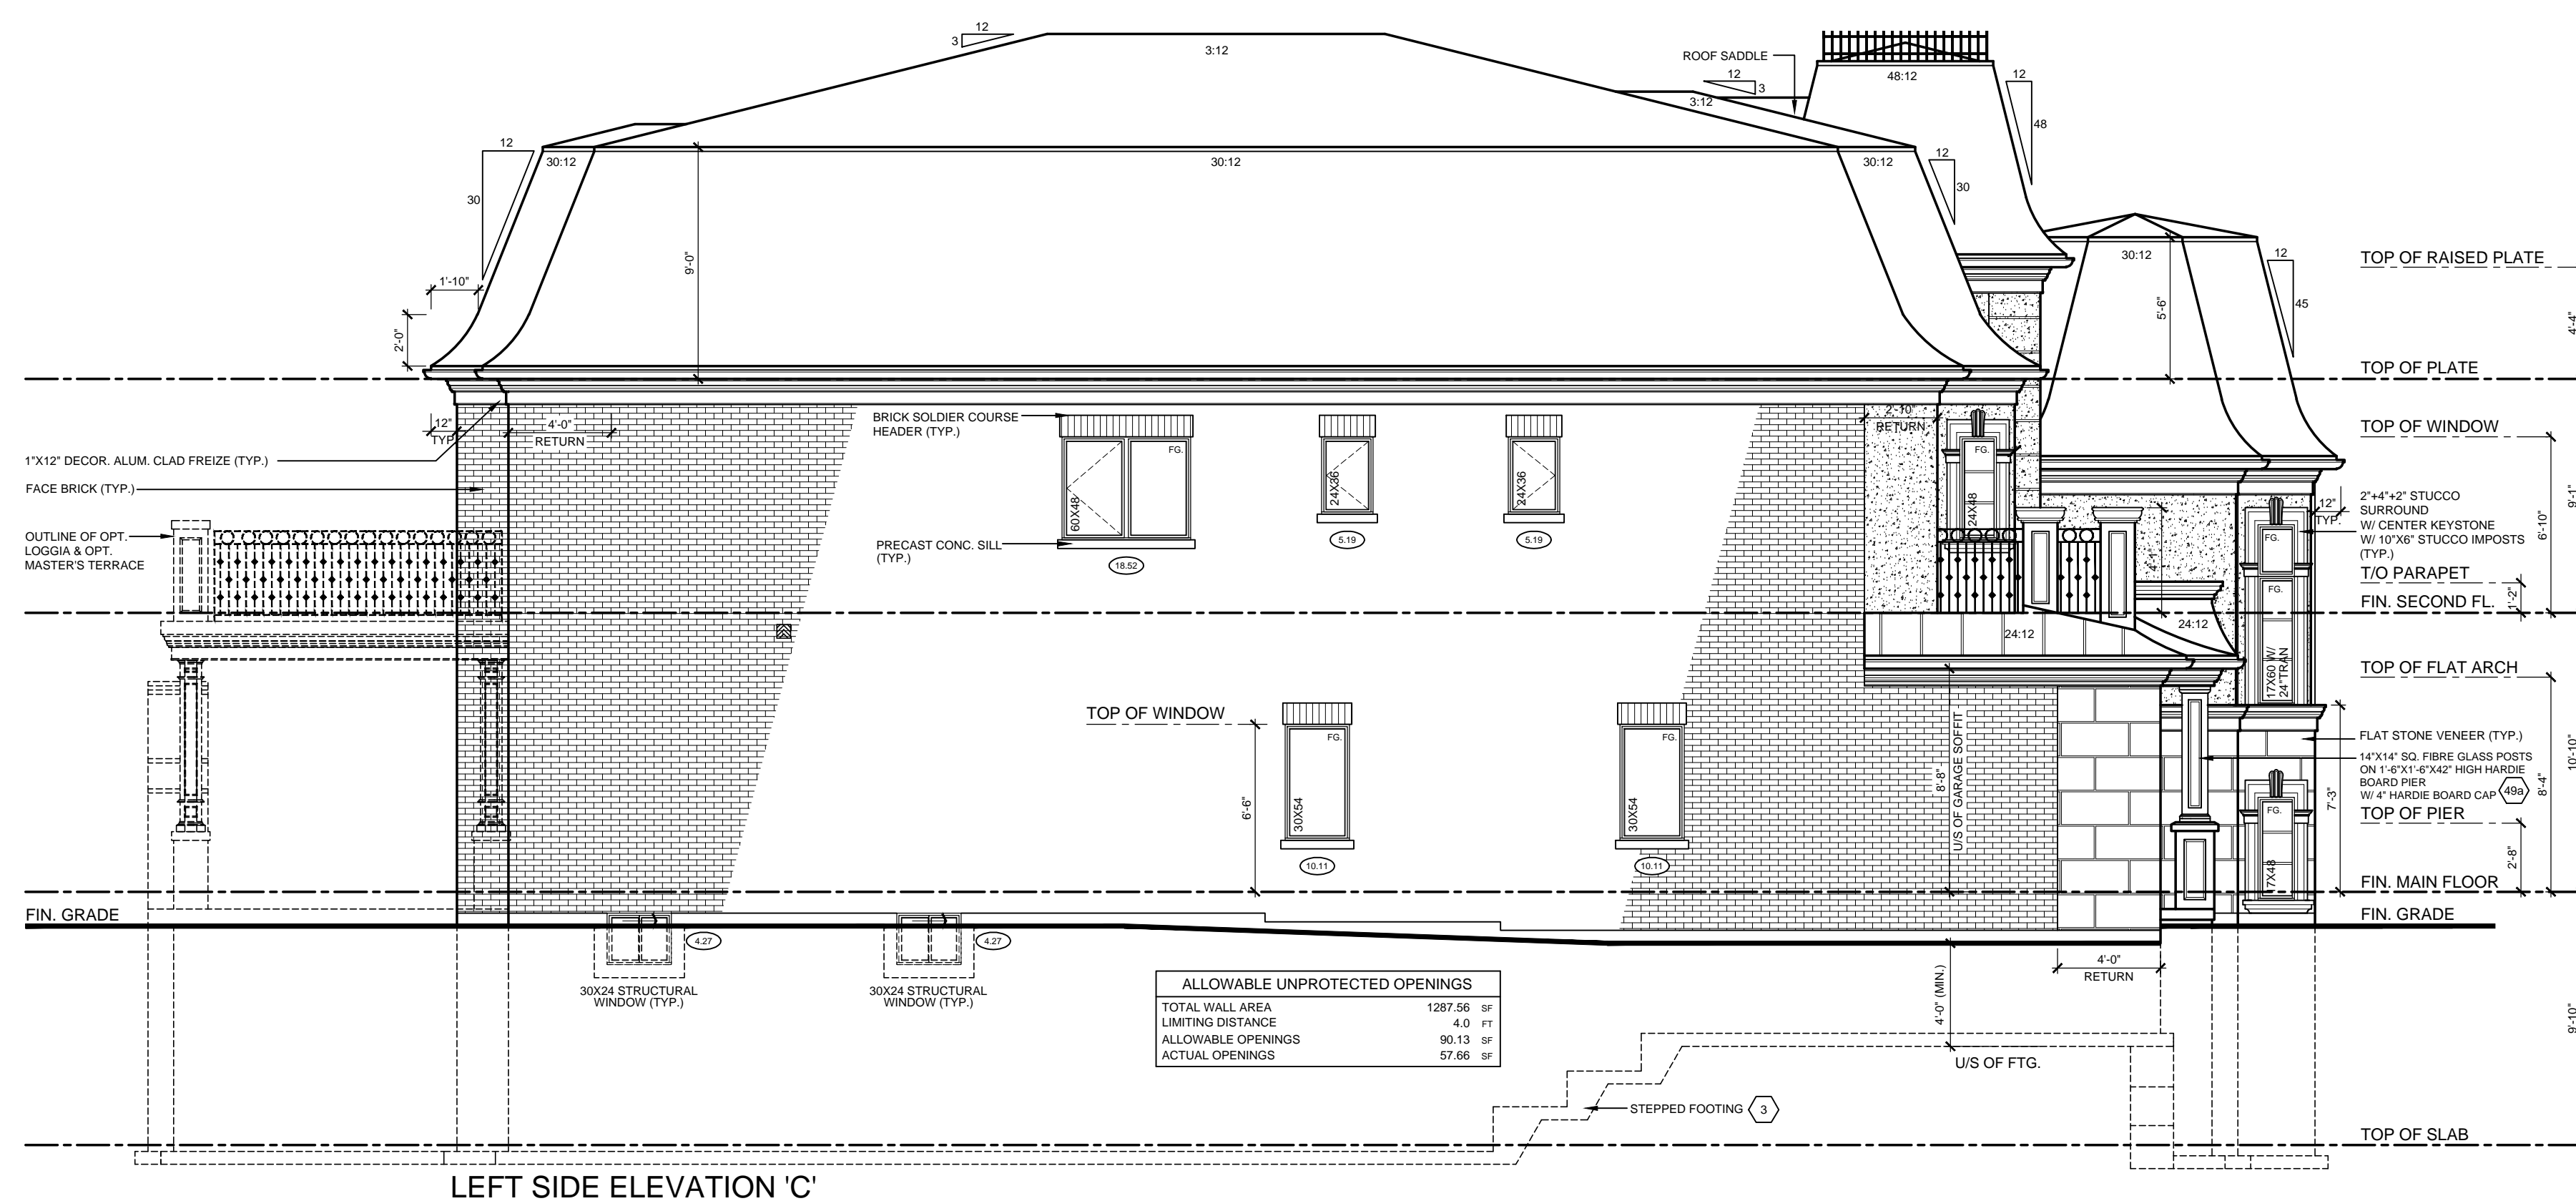 12
3
3:12
ROOF SADDLE
12
3
3:12
48:12
12
48
12
30
30:12
30:12
30:12
12
30
9'-0"
1'-10"
2'-0"
30:12
12
45
5'-6"
TOP OF RAISED PLATE
4'-4"
TOP OF PLATE
12"
TYP.
4'-0"
RETURN
BRICK SOLDIER COURSE
HEADER (TYP.)
FG.
60X48
18.52
24X36
5.19
24X36
5.19
2'-10"
RETURN
FG.
24X48
TOP OF WINDOW
9'-1"
6'-10"
1"X12" DECOR. ALUM. CLAD FREIZE (TYP.)
FACE BRICK (TYP.)
OUTLINE OF OPT.
LOGGIA & OPT.
MASTER'S TERRACE
PRECAST CONC. SILL
(TYP.)
12"
TYP.
2"+4"+2" STUCCO
SURROUND
W/ CENTER KEYSTONE
W/ 10"X6" STUCCO IMPOSTS
(TYP.)
4'-1"
FG.
FG.
17X60 W/
24"TRAN
T/O PARAPET
1'-2"
FIN. SECOND FL.
24:12
24:12
TOP OF FLAT ARCH
TOP OF WINDOW
6'-6"
FG.
30X54
10.11
FG.
30X54
10.11
8'-8"
U/S OF GARAGE SOFFIT
FLAT STONE VENEER (TYP.)
14"X14" SQ. FIBRE GLASS POSTS
ON 1'-6"X1'-6"X42" HIGH HARDIE
BOARD PIER
W/ 4" HARDIE BOARD CAP
49a
10'-10"
8'-4"
7'-3"
FG.
17X48
TOP OF PIER
2'-8"
FIN. MAIN FLOOR
FIN. GRADE
FIN. GRADE
4.27
4.27
30X24 STRUCTURAL
WINDOW (TYP.)
30X24 STRUCTURAL
WINDOW (TYP.)
4'-0"
RETURN
4'-0" (MIN.)
ALLOWABLE UNPROTECTED OPENINGS
TOTAL WALL AREA 1287.56 SF
LIMITING DISTANCE 4.0 FT
ALLOWABLE OPENINGS 90.13 SF
ACTUAL OPENINGS 57.66 SF
9'-10"
U/S OF FTG.
STEPPED FOOTING 3
TOP OF SLAB
LEFT SIDE ELEVATION 'C'